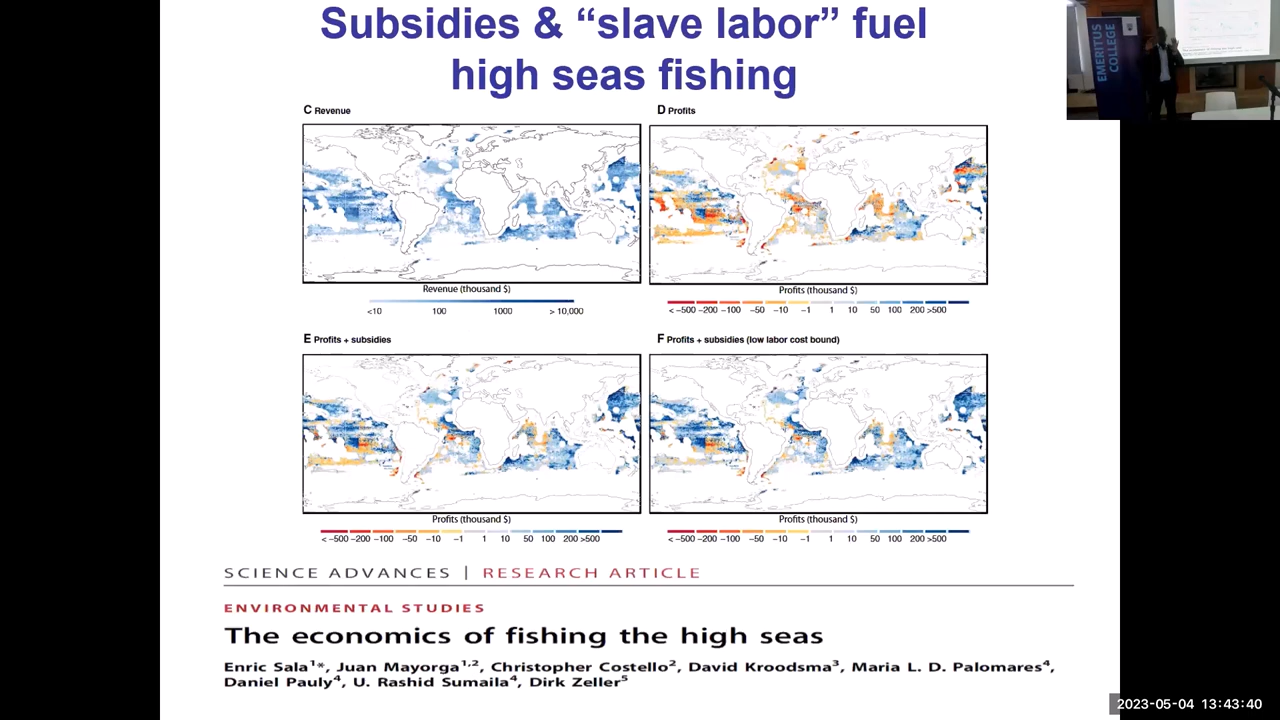 Subsidies & “slave labor” fuel
high seas fishing
EMERITUS
COLLEGE
C Revenue
D Profits
Revenue (thousand $)
<10 100 1000 > 10,000
Profits (thousand $)
< −500 −200 −100 −50 −10 −1 1 10 50 100 200 >500
E Profits + subsidies
F Profits + subsidies (low labor cost bound)
Profits (thousand $)
< −500 −200 −100 −50 −10 −1 1 10 50 100 200 >500
Profits (thousand $)
< −500 −200 −100 −50 −10 −1 1 10 50 100 200 >500
SCIENCE ADVANCES | RESEARCH ARTICLE
ENVIRONMENTAL STUDIES
The economics of fishing the high seas
Enric Sala¹*, Juan Mayorga¹,², Christopher Costello², David Kroodsma³, Maria L. D. Palomares⁴,
Daniel Pauly⁴, U. Rashid Sumaila⁴, Dirk Zeller⁵
2023-05-04 13:43:40